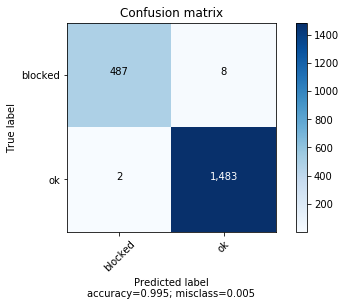 Confusion matrix
True label
blocked
ok
487
8
2
1,483
blocked
ok
Predicted label
accuracy=0.995; misclass=0.005
1400
1200
1000
800
600
400
200